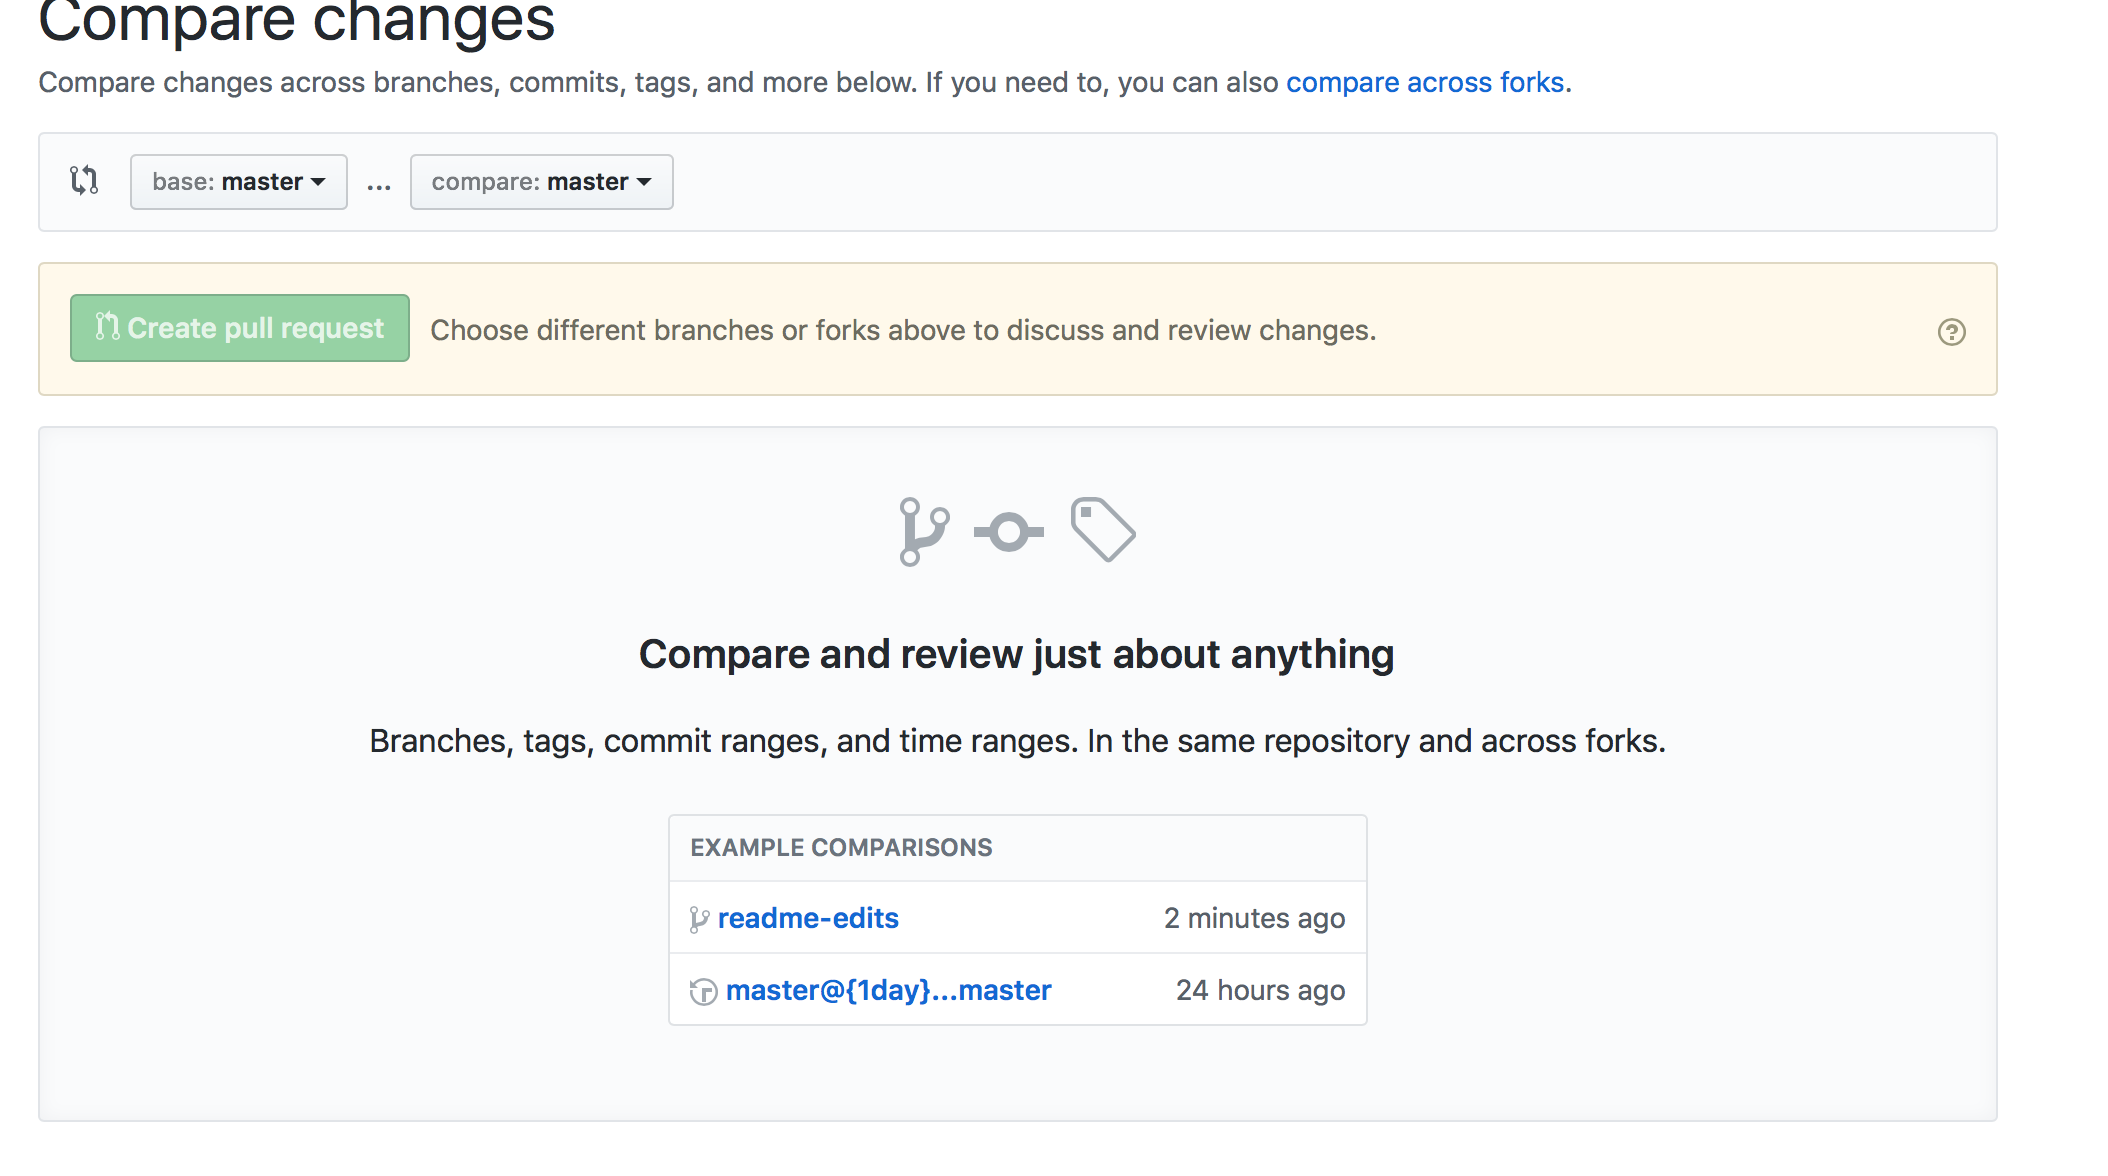 Compare changes
Compare changes across branches, commits, tags, and more below. If you need to, you can also compare across forks.
base: master ... compare: master
Create pull request Choose different branches or forks above to discuss and review changes.
Compare and review just about anything
Branches, tags, commit ranges, and time ranges. In the same repository and across forks.
EXAMPLE COMPARISONS
readme-edits 2 minutes ago
master@{1day}...master 24 hours ago